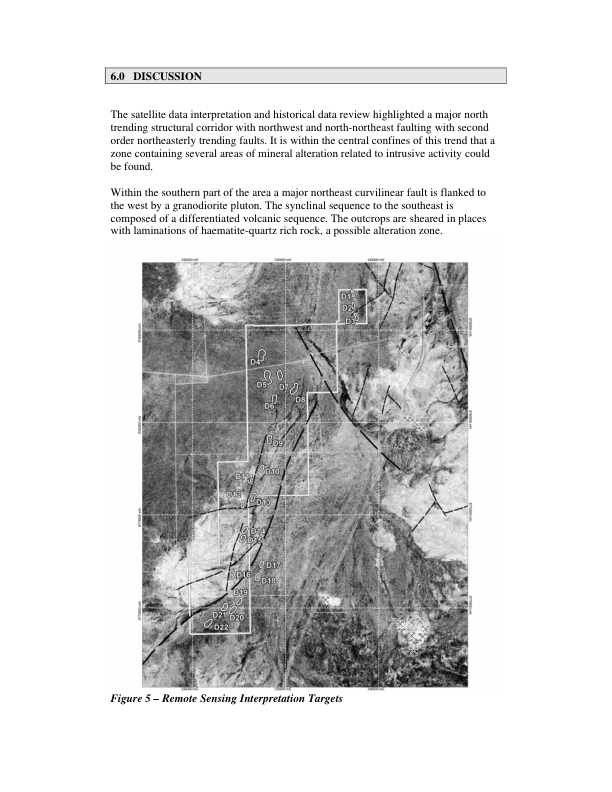 6.0 DISCUSSION
The satellite data interpretation and historical data review highlighted a major north
trending structural corridor with northwest and north-northeast faulting with second
order northeasterly trending faults. It is within the central confines of this trend that a
zone containing several areas of mineral alteration related to intrusive activity could
be found.
Within the southern part of the area a major northeast curvilinear fault is flanked to
the west by a granodiorite pluton. The synclinal sequence to the southeast is
composed of a differentiated volcanic sequence. The outcrops are sheared in places
with laminations of haematite-quartz rich rock, a possible alteration zone.
D1
D2
D3
D4
D5
D7
D6
D8
D9
D10
D11
D12
D13
D14
D15
D17
D16
D18
D19
D21
D20
D22
Figure 5 – Remote Sensing Interpretation Targets